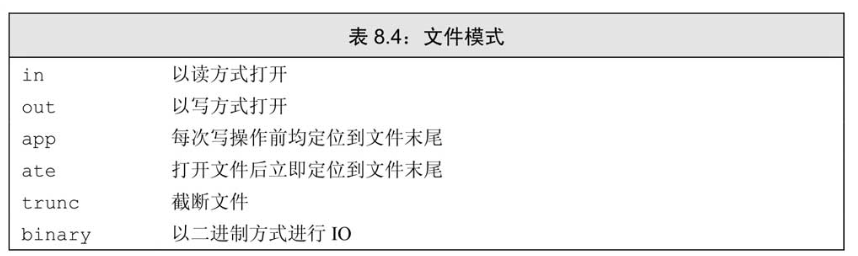 表 8.4：文件模式
in 以读方式打开
out 以写方式打开
app 每次写操作前均定位到文件末尾
ate 打开文件后立即定位到文件末尾
trunc 截断文件
binary 以二进制方式进行 IO